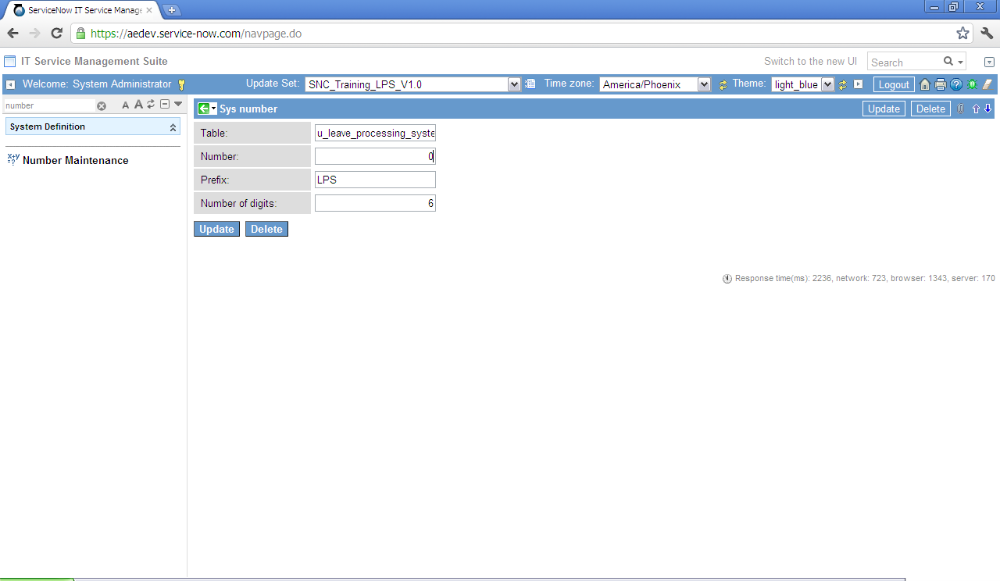 ServiceNow IT Service Manage
https://aedev.service-now.com/navpage.do
IT Service Management Suite
Switch to the new UI
Search
Welcome: System Administrator
Update Set:
SNC_Training_LPS_V1.0
Time zone:
America/Phoenix
Theme:
light_blue
Logout
number
A A
Sys number
Update
Delete
System Definition
Number Maintenance
Table:
u_leave_processing_syste
Number:
0
Prefix:
LPS
Number of digits:
6
Update
Delete
Response time(ms): 2236, network: 723, browser: 1343, server: 170